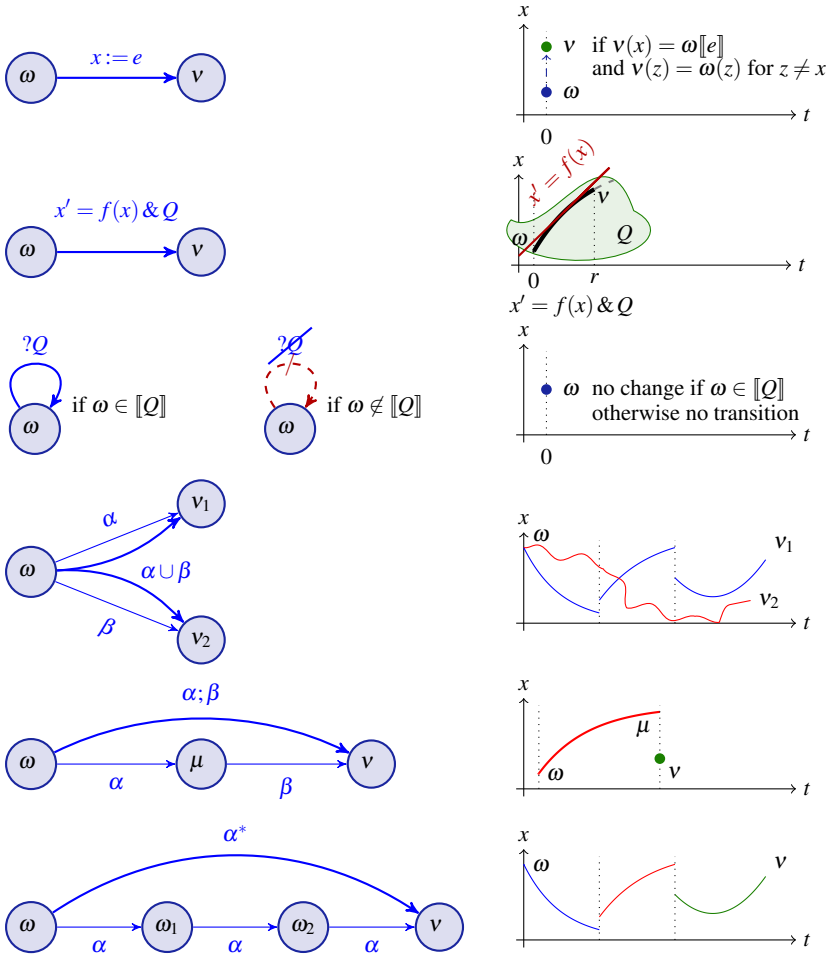 x := e
ω
ν
x
ν if ν(x) = ω⟦e⟧
and ν(z) = ω(z) for z ≠ x
ω
t
0
x′ = f(x) & Q
ω
ν
x
x′ = f(x)
ν
ω
Q
t
0
r
x′ = f(x) & Q
?Q
ω
if ω ∈ ⟦Q⟧
?Q
ω
if ω ∉ ⟦Q⟧
x
ω no change if ω ∈ ⟦Q⟧
otherwise no transition
t
0
ω
α
ν₁
α ∪ β
β
ν₂
x
ω
ν₁
ν₂
t
α; β
ω
α
μ
β
ν
x
μ
ω
ν
t
α*
ω
α
ω₁
α
ω₂
α
ν
x
ω
ν
t